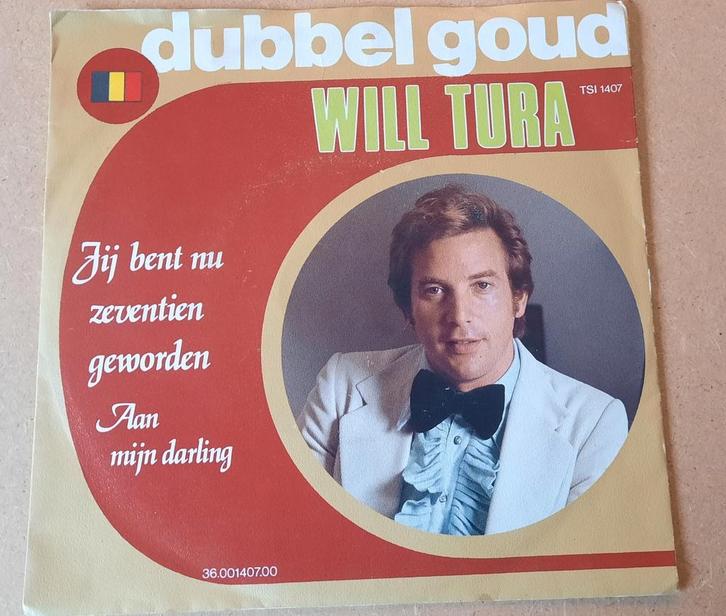 dubbel goud
WILL TURA
TSI 1407
Jij bent nu
zeventien
geworden
Aan
mijn darling
36.001407.00